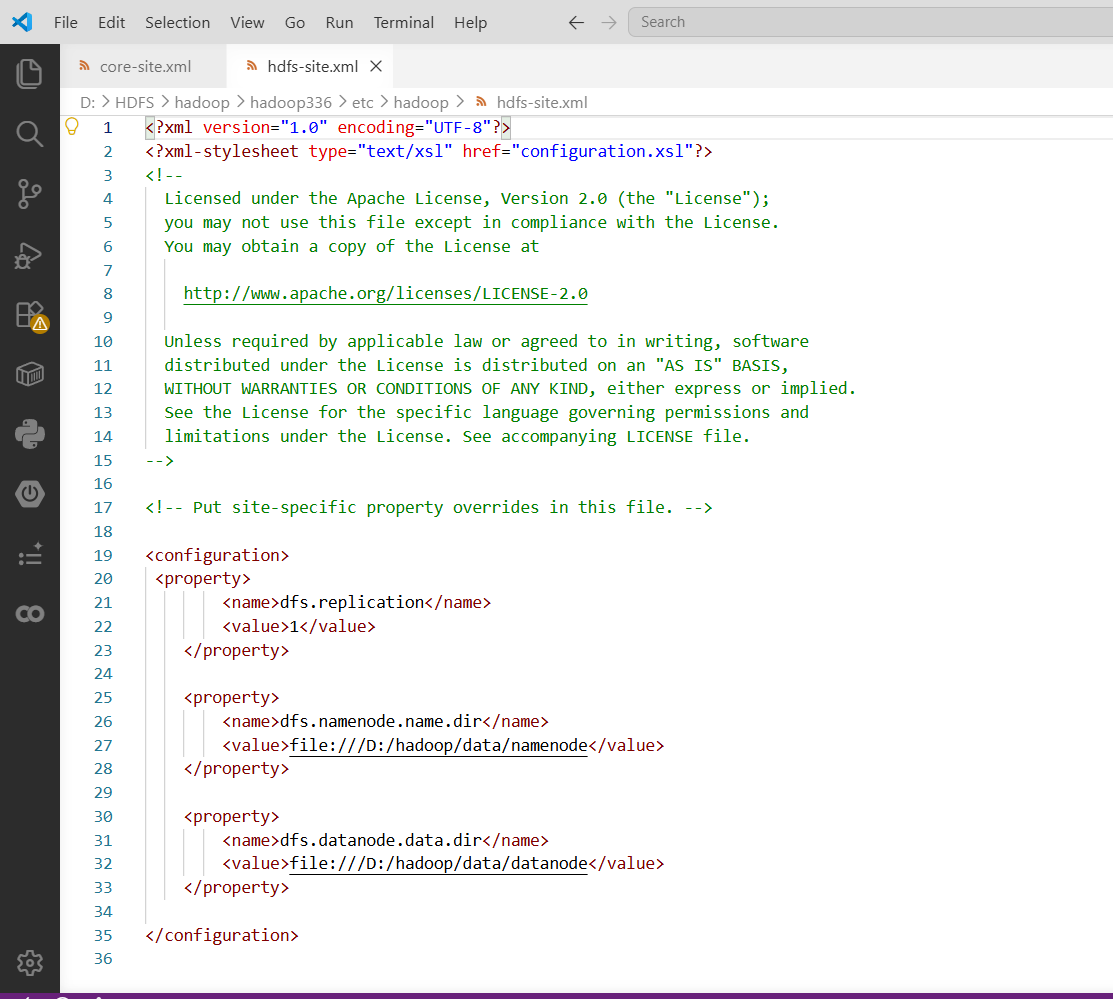 File Edit Selection View Go Run Terminal Help
Search
core-site.xml
hdfs-site.xml
D: > HDFS > hadoop > hadoop336 > etc > hadoop > hdfs-site.xml
1 <?xml version="1.0" encoding="UTF-8"?>
2 <?xml-stylesheet type="text/xsl" href="configuration.xsl"?>
3 <!--
4 Licensed under the Apache License, Version 2.0 (the "License");
5 you may not use this file except in compliance with the License.
6 You may obtain a copy of the License at
7
8 http://www.apache.org/licenses/LICENSE-2.0
9
10 Unless required by applicable law or agreed to in writing, software
11 distributed under the License is distributed on an "AS IS" BASIS,
12 WITHOUT WARRANTIES OR CONDITIONS OF ANY KIND, either express or implied.
13 See the License for the specific language governing permissions and
14 limitations under the License. See accompanying LICENSE file.
15 -->
16
17 <!-- Put site-specific property overrides in this file. -->
18
19 <configuration>
20 <property>
21 <name>dfs.replication</name>
22 <value>1</value>
23 </property>
24
25 <property>
26 <name>dfs.namenode.name.dir</name>
27 <value>file:///D:/hadoop/data/namenode</value>
28 </property>
29
30 <property>
31 <name>dfs.datanode.data.dir</name>
32 <value>file:///D:/hadoop/data/datanode</value>
33 </property>
34
35 </configuration>
36